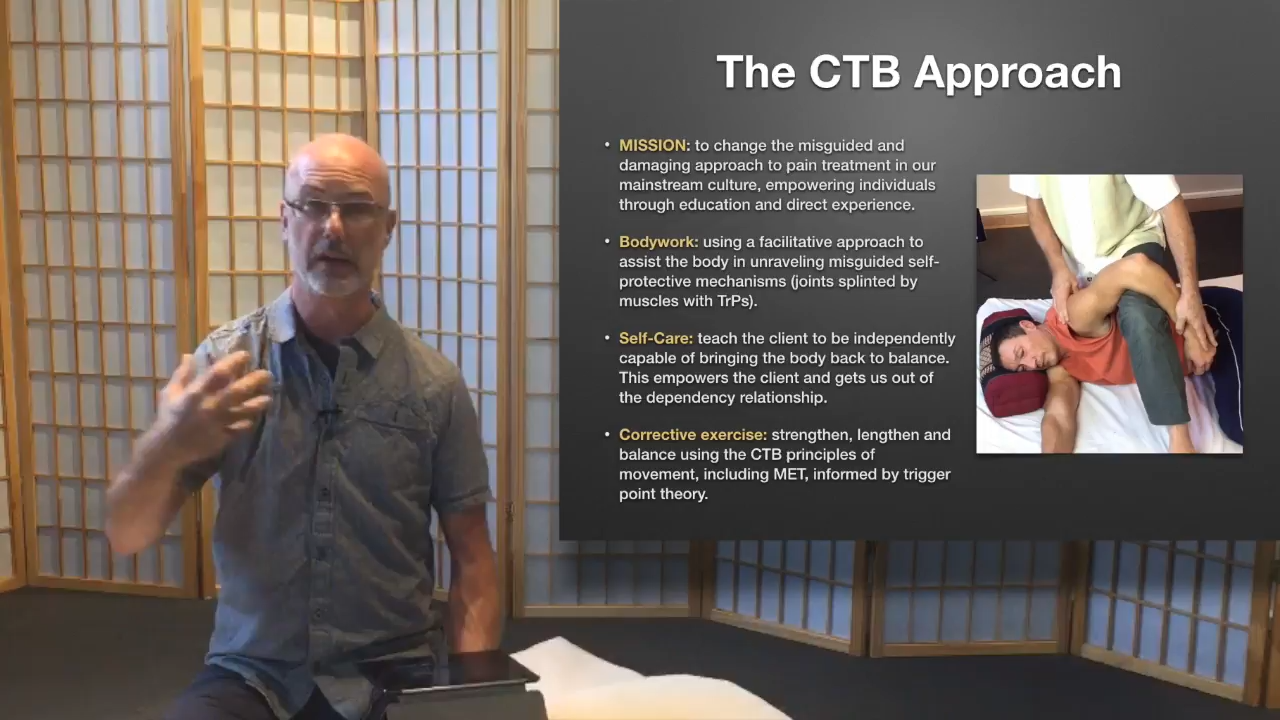 The CTB Approach
• MISSION: to change the misguided and
damaging approach to pain treatment in our
mainstream culture, empowering individuals
through education and direct experience.
• Bodywork: using a facilitative approach to
assist the body in unraveling misguided self-
protective mechanisms (joints splinted by
muscles with TrPs).
• Self-Care: teach the client to be independently
capable of bringing the body back to balance.
This empowers the client and gets us out of
the dependency relationship.
• Corrective exercise: strengthen, lengthen and
balance using the CTB principles of
movement, including MET, informed by trigger
point theory.